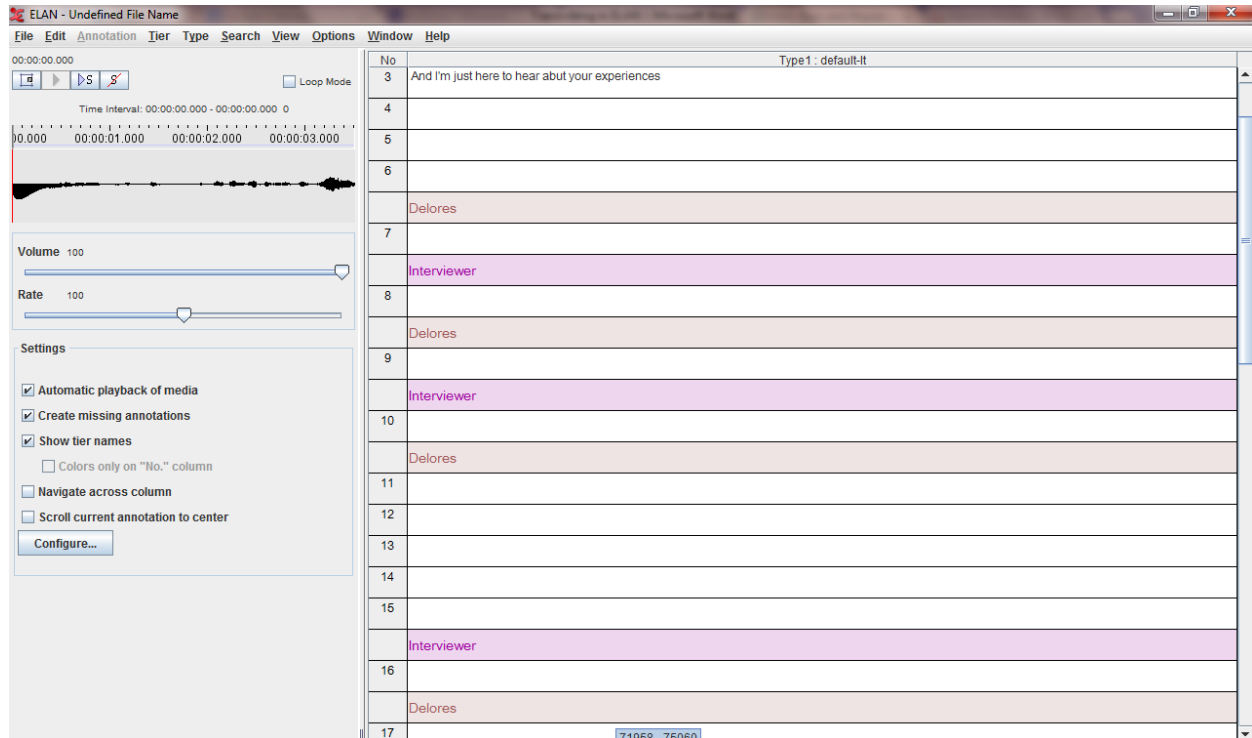 ELAN - Undefined File Name
File Edit Annotation Tier Type Search View Options Window Help
00:00:00.000
Loop Mode
Time Interval: 00:00:00.000 - 00:00:00.000 0
00.000 00:00:01.000 00:00:02.000 00:00:03.000
Volume 100
Rate 100
Settings
Automatic playback of media
Create missing annotations
Show tier names
Colors only on "No." column
Navigate across column
Scroll current annotation to center
Configure...
No Type1 : default-lt
3 And I'm just here to hear abut your experiences
4
5
6
Delores
7
Interviewer
8
Delores
9
Interviewer
10
Delores
11
12
13
14
15
Interviewer
16
Delores
17
71958 - 75060